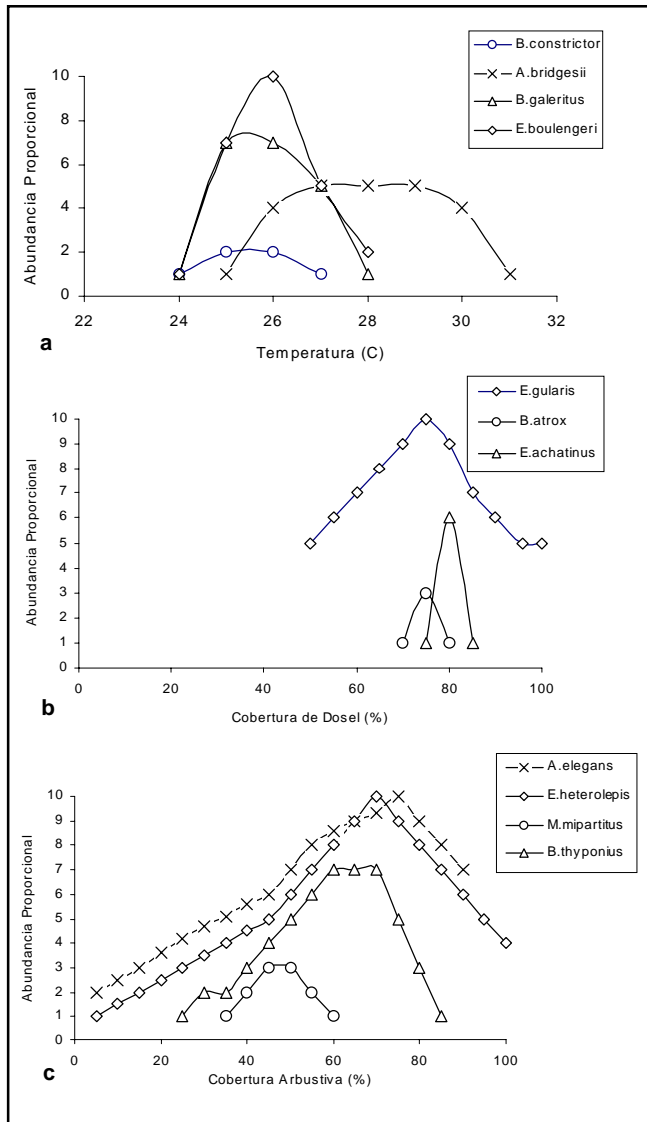 B.constrictor
A.bridgesii
B.galeritus
E.boulengeri
Abundancia Proporcional
10
8
6
4
2
0
22 24 26 28 30 32
a
Temperatura (C)
E.gularis
B.atrox
E.achatinus
Abundancia Proporcional
10
9
8
7
6
5
4
3
2
1
0
0 20 40 60 80 100
b
Cobertura de Dosel (%)
A.elegans
E.heterolepis
M.mipartitus
B.thyponius
Abundancia Proporcional
10
9
8
7
6
5
4
3
2
1
0
0 20 40 60 80 100
c
Cobertura Arbustiva (%)